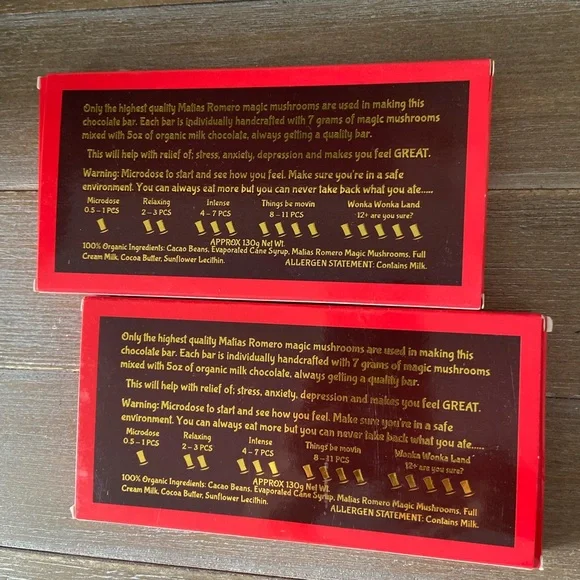 Only the highest quality Matias Romero magic mushrooms are used in making this
chocolate bar. Each bar is individually handcrafted with 7 grams of magic mushrooms
mixed with 5oz of organic milk chocolate, always getting a quality bar.
This will help with relief of; stress, anxiety, depression and makes you feel GREAT.
Warning: Microdose to start and see how you feel. Make sure you're in a safe
environment. You can always eat more but you can never take back what you ate.....
Microdose Relaxing Intense Things be movin Wonka Wonka Land
0.5 - 1 PCS 2 - 3 PCS 4 - 7 PCS 8 - 11 PCS 12+ are you sure?
APPROX 130g Net Wt.
100% Organic Ingredients: Cacao Beans, Evaporated Cane Syrup, Matias Romero Mushrooms, Full
Cream Milk, Cocoa Butter, Sunflower Lecithin.
ALLERGEN STATEMENT: Contains Milk.
Only the highest quality Matias Romero magic mushrooms are used in making this
chocolate bar. Each bar is individually handcrafted with 7 grams of magic mushrooms
mixed with 5oz of organic milk chocolate, always getting a quality bar.
This will help with relief of; stress, anxiety, depression and makes you feel GREAT.
Warning: Microdose to start and see how you feel. Make sure you're in a safe
environment. You can always eat more but you can never take back what you ate.....
Microdose Relaxing Intense Things be movin Wonka Wonka Land
0.5 - 1 PCS 2 - 3 PCS 4 - 7 PCS 8 - 11 PCS 12+ are you sure?
APPROX 130g Net Wt.
100% Organic Ingredients: Cacao Beans, Evaporated Cane Syrup, Matias Romero Mushrooms, Full
Cream Milk, Cocoa Butter, Sunflower Lecithin.
ALLERGEN STATEMENT: Contains Milk.